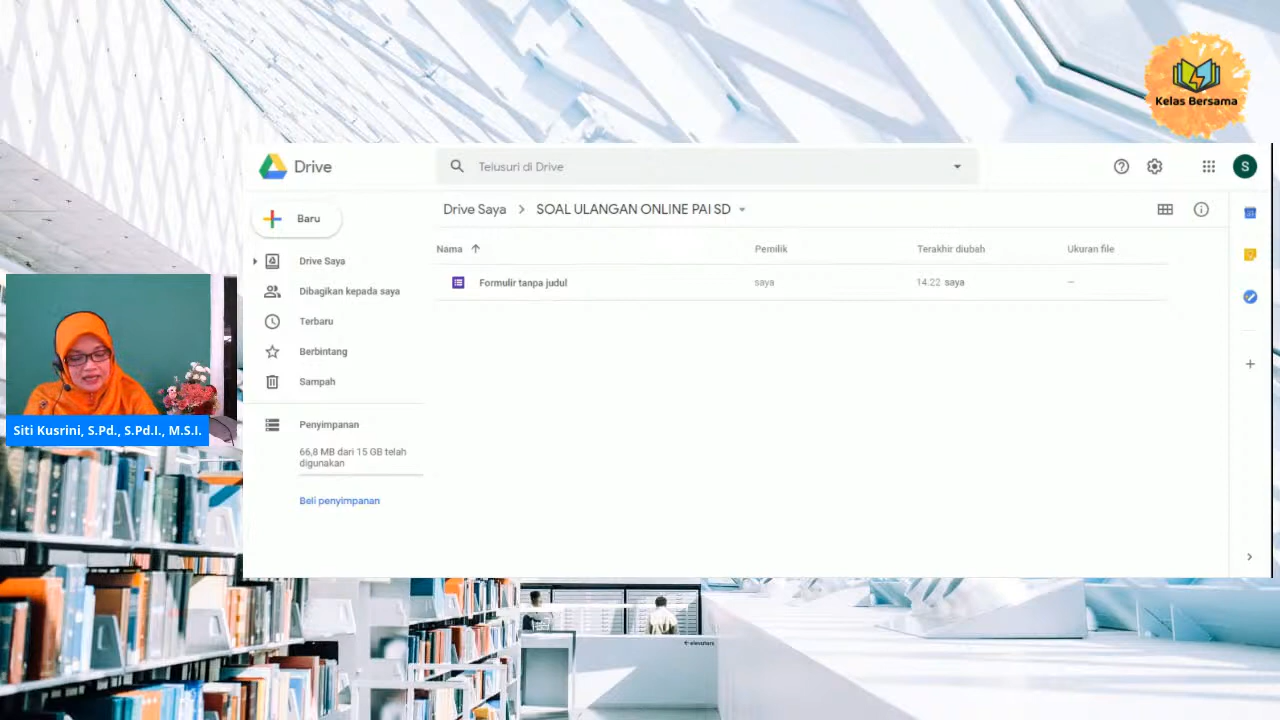 Kelas Bersama
Drive
Telusuri di Drive
S
Baru
Drive Saya > SOAL ULANGAN ONLINE PAI SD
Nama
Pemilik
Terakhir diubah
Ukuran file
Drive Saya
Formulir tanpa judul
saya
14.22 saya
—
Dibagikan kepada saya
Terbaru
Berbintang
Sampah
Penyimpanan
66,8 MB dari 15 GB telah
digunakan
Beli penyimpanan
Siti Kusrini, S.Pd., S.Pd.I., M.S.I.
←elevators